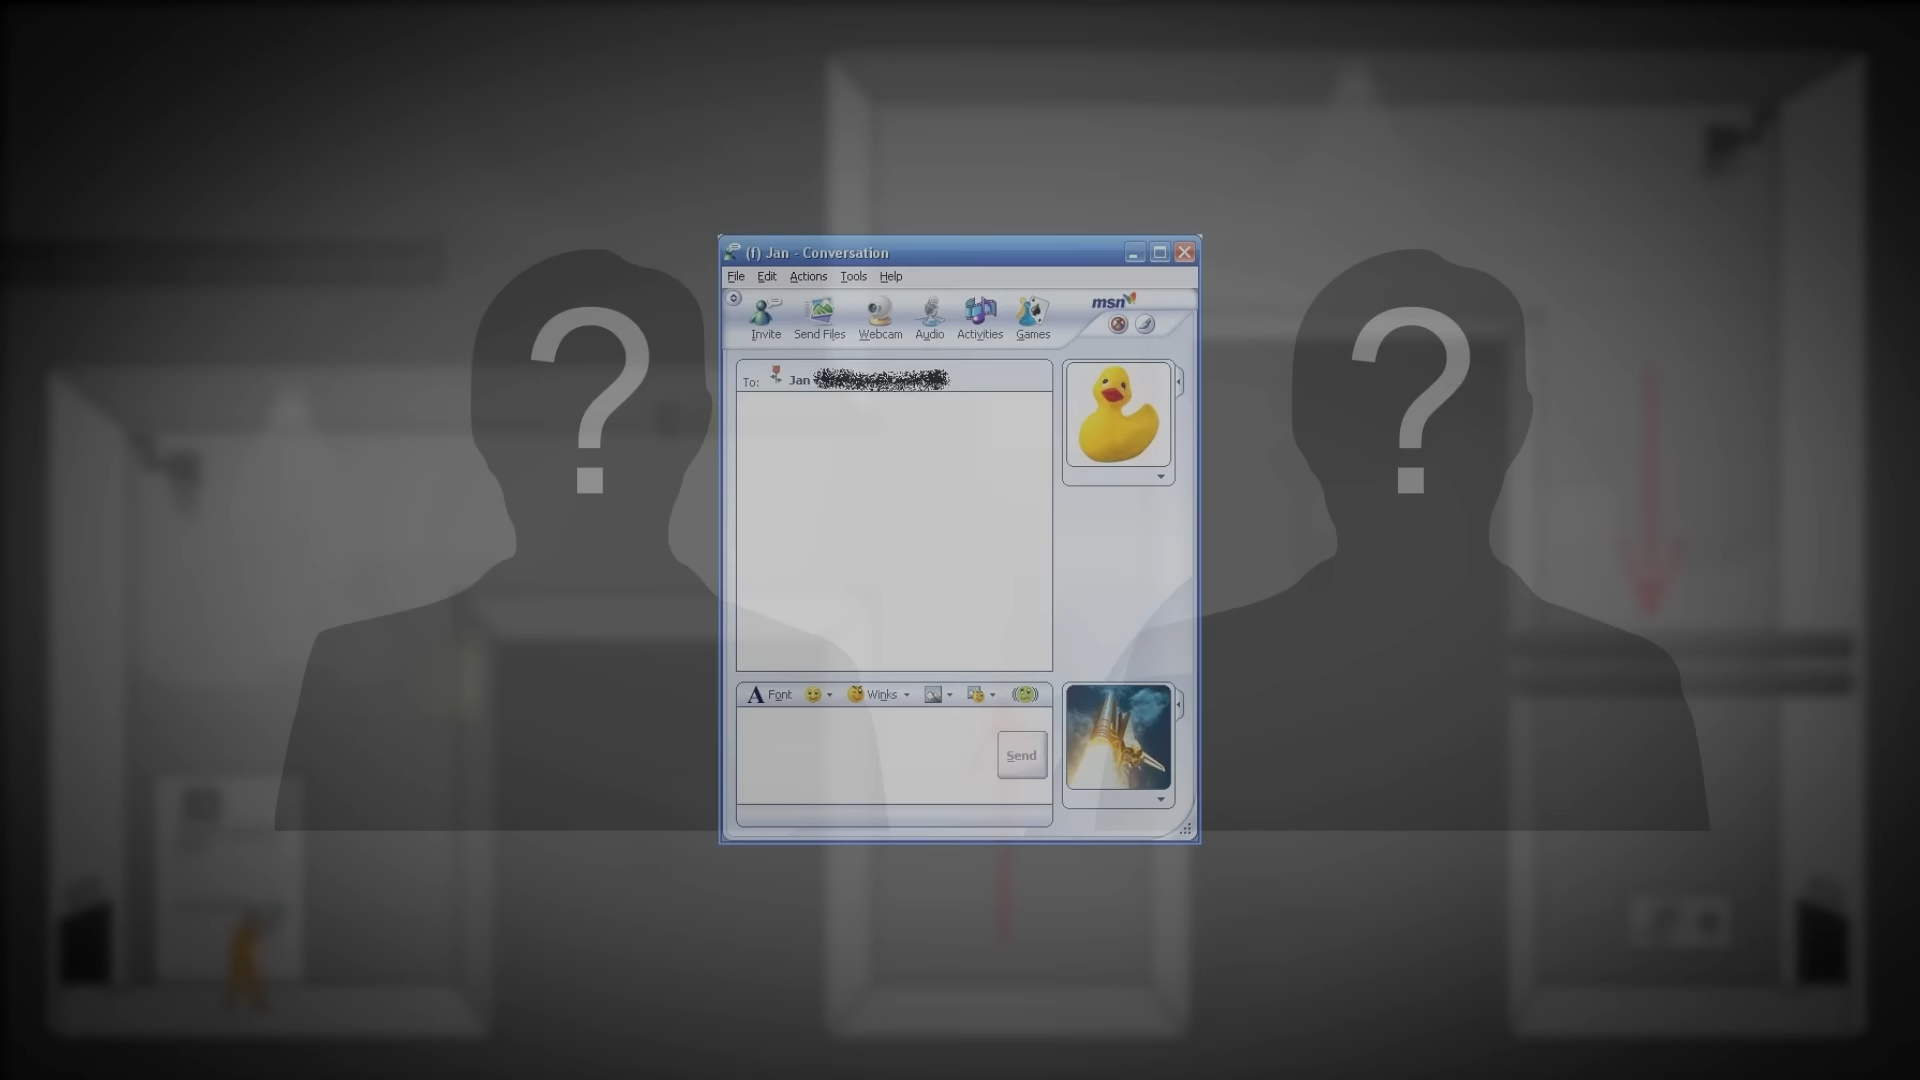 (f) Jan - Conversation
File Edit Actions Tools Help
msn
Invite Send Files Webcam Audio Activities Games
? ?
To: Jan
A Font Winks
Send